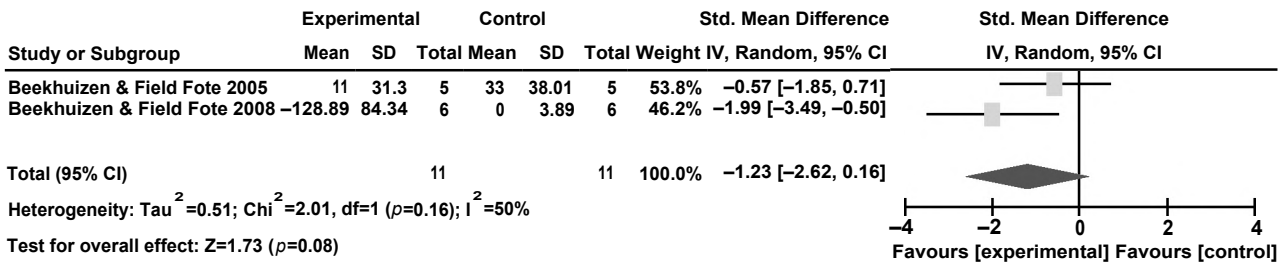 Experimental Control Std. Mean Difference Std. Mean Difference
Study or Subgroup Mean SD Total Mean SD Total Weight IV, Random, 95% CI IV, Random, 95% CI
Beekhuizen & Field Fote 2005 11 31.3 5 33 38.01 5 53.8% –0.57 [–1.85, 0.71]
Beekhuizen & Field Fote 2008 –128.89 84.34 6 0 3.89 6 46.2% –1.99 [–3.49, –0.50]
Total (95% CI) 11 11 100.0% –1.23 [–2.62, 0.16]
Heterogeneity: Tau²=0.51; Chi²=2.01, df=1 (p=0.16); I²=50%
–4 –2 0 2 4
Test for overall effect: Z=1.73 (p=0.08) Favours [experimental] Favours [control]